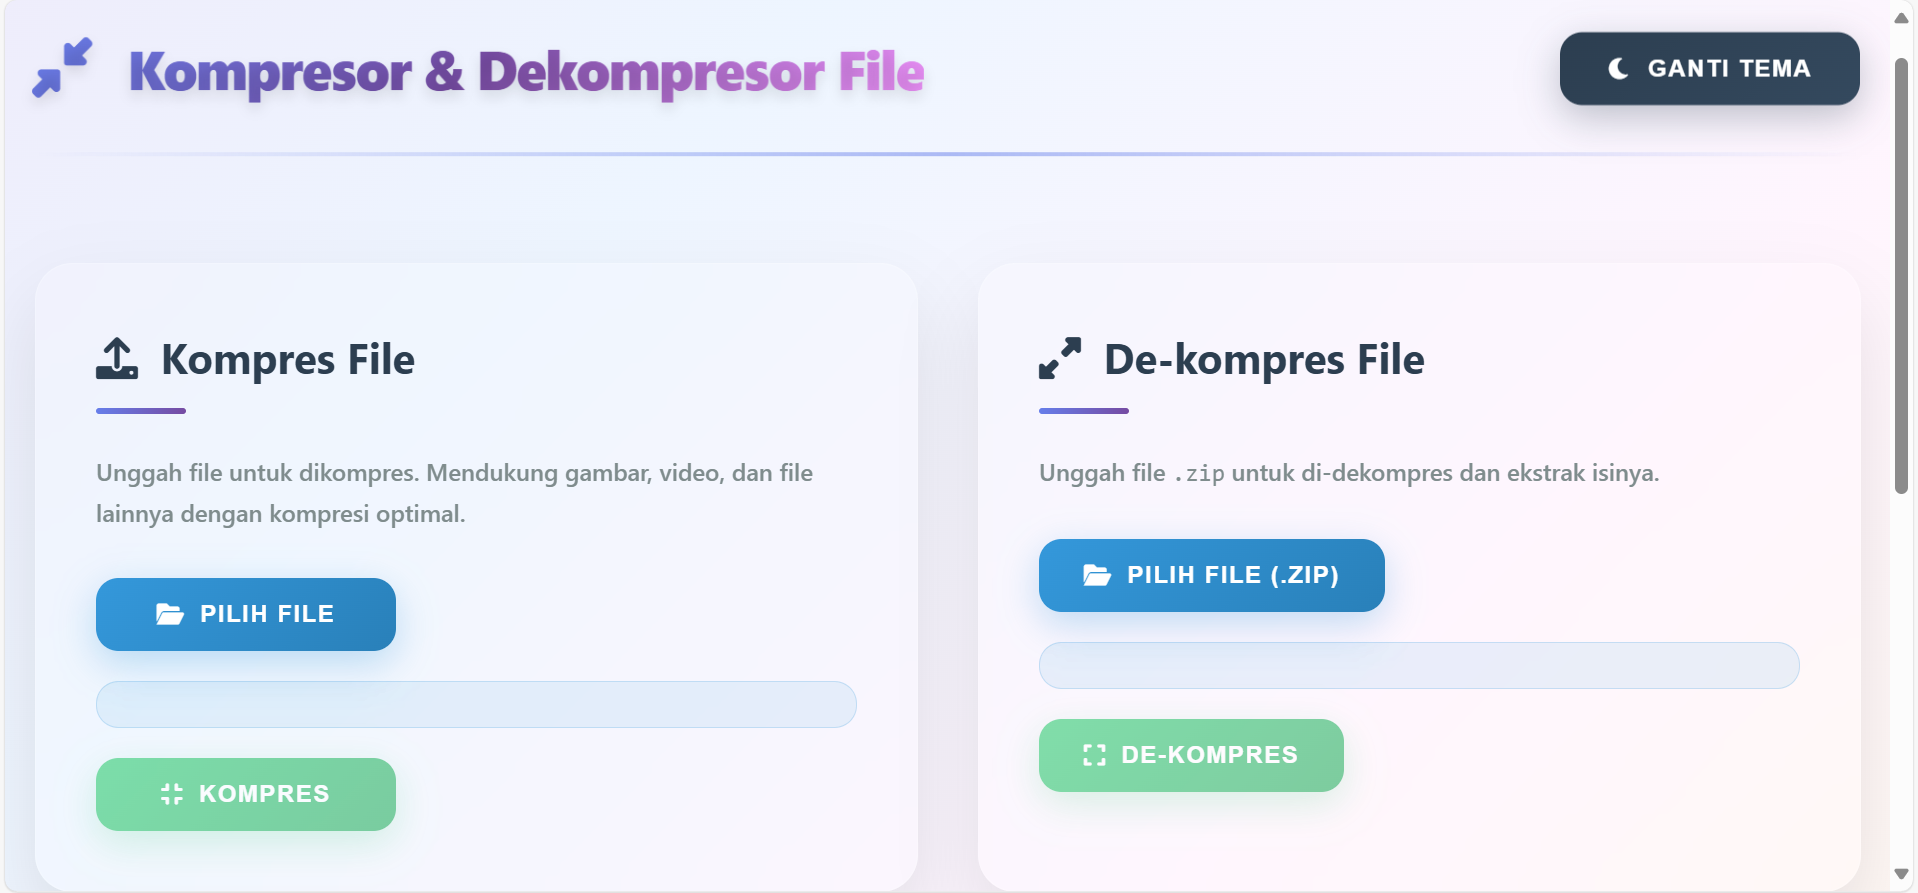 Kompresor & Dekompresor File
GANTI TEMA
Kompres File
Unggah file untuk dikompres. Mendukung gambar, video, dan file
lainnya dengan kompresi optimal.
PILIH FILE
KOMPRES
De-kompres File
Unggah file .zip untuk di-dekompres dan ekstrak isinya.
PILIH FILE (.ZIP)
DE-KOMPRES